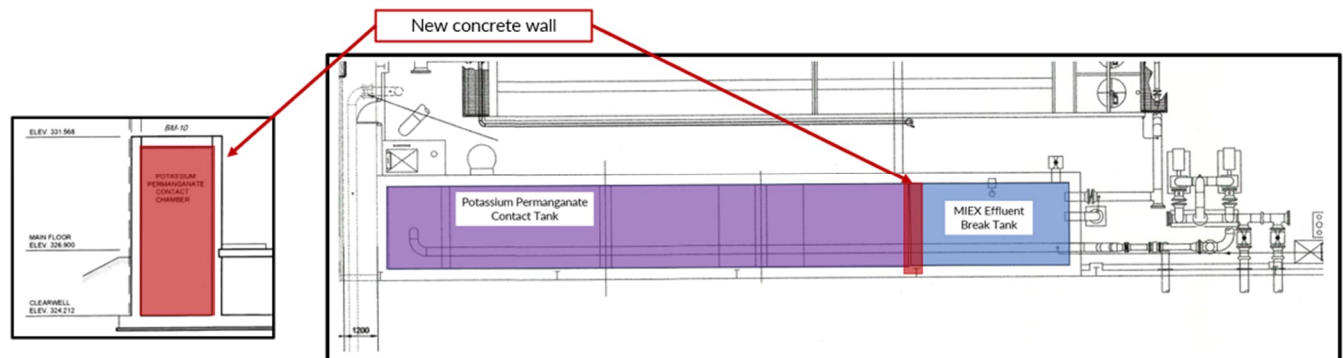 New concrete wall
ELEV. 331.568
BM-10
POTASSIUM
PERMANGANATE
CONTACT
CHAMBER
MAIN FLOOR
ELEV. 326.900
CLEARWELL
ELEV. 324.212
Potassium Permanganate
Contact Tank
MIEX Effluent
Break Tank
1200